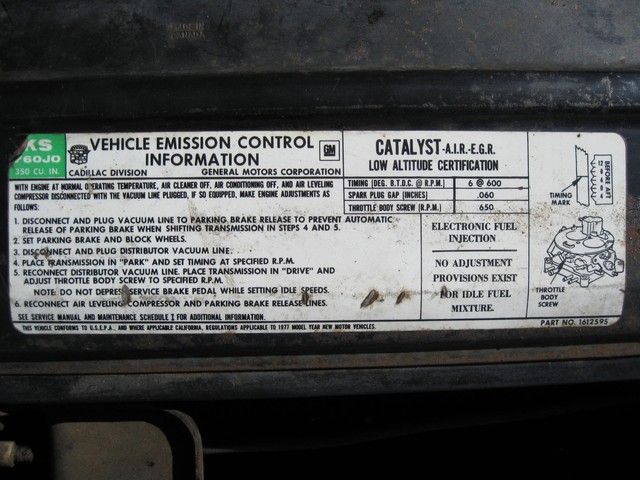 MADE IN
CANADA
KS
760J0
350 CU. IN.
VEHICLE EMISSION CONTROL
INFORMATION
GM
CADILLAC DIVISION GENERAL MOTORS CORPORATION
CATALYST-A.I.R.-E.G.R.
LOW ALTITUDE CERTIFICATION
TIMING (DEG. B.T.D.C. @ R.P.M.) 6 @ 600
SPARK PLUG GAP (INCHES) .060
THROTTLE BODY SCREW (R.P.M.) 650
WITH ENGINE AT NORMAL OPERATING TEMPERATURE, AIR CLEANER OFF, AIR CONDITIONING OFF, AND AIR LEVELING
COMPRESSOR DISCONNECTED WITH THE VACUUM LINE PLUGGED, IF SO EQUIPPED, MAKE ENGINE ADJUSTMENTS AS
FOLLOWS:
1. DISCONNECT AND PLUG VACUUM LINE TO PARKING BRAKE RELEASE TO PREVENT AUTOMATIC
RELEASE OF PARKING BRAKE WHEN SHIFTING TRANSMISSION IN STEPS 4 AND 5.
2. SET PARKING BRAKE AND BLOCK WHEELS.
3. DISCONNECT AND PLUG DISTRIBUTOR VACUUM LINE.
4. PLACE TRANSMISSION IN "PARK" AND SET TIMING AT SPECIFIED R.P.M.
5. RECONNECT DISTRIBUTOR VACUUM LINE. PLACE TRANSMISSION IN "DRIVE" AND
ADJUST THROTTLE BODY SCREW TO SPECIFIED R.P.M.
NOTE: DO NOT DEPRESS SERVICE BRAKE PEDAL WHILE SETTING IDLE SPEEDS.
6. RECONNECT AIR LEVELING COMPRESSOR AND PARKING BRAKE RELEASE LINES.
SEE SERVICE MANUAL AND MAINTENANCE SCHEDULE I FOR ADDITIONAL INFORMATION.
THIS VEHICLE CONFORMS TO U.S.E.P.A., AND WHERE APPLICABLE CALIFORNIA, REGULATIONS APPLICABLE TO 1977 MODEL YEAR NEW MOTOR VEHICLES.
ELECTRONIC FUEL
INJECTION
NO ADJUSTMENT
PROVISIONS EXIST
FOR IDLE FUEL
MIXTURE.
TIMING
MARK
BEFORE
THROTTLE
BODY
SCREW
PART NO. 1612595